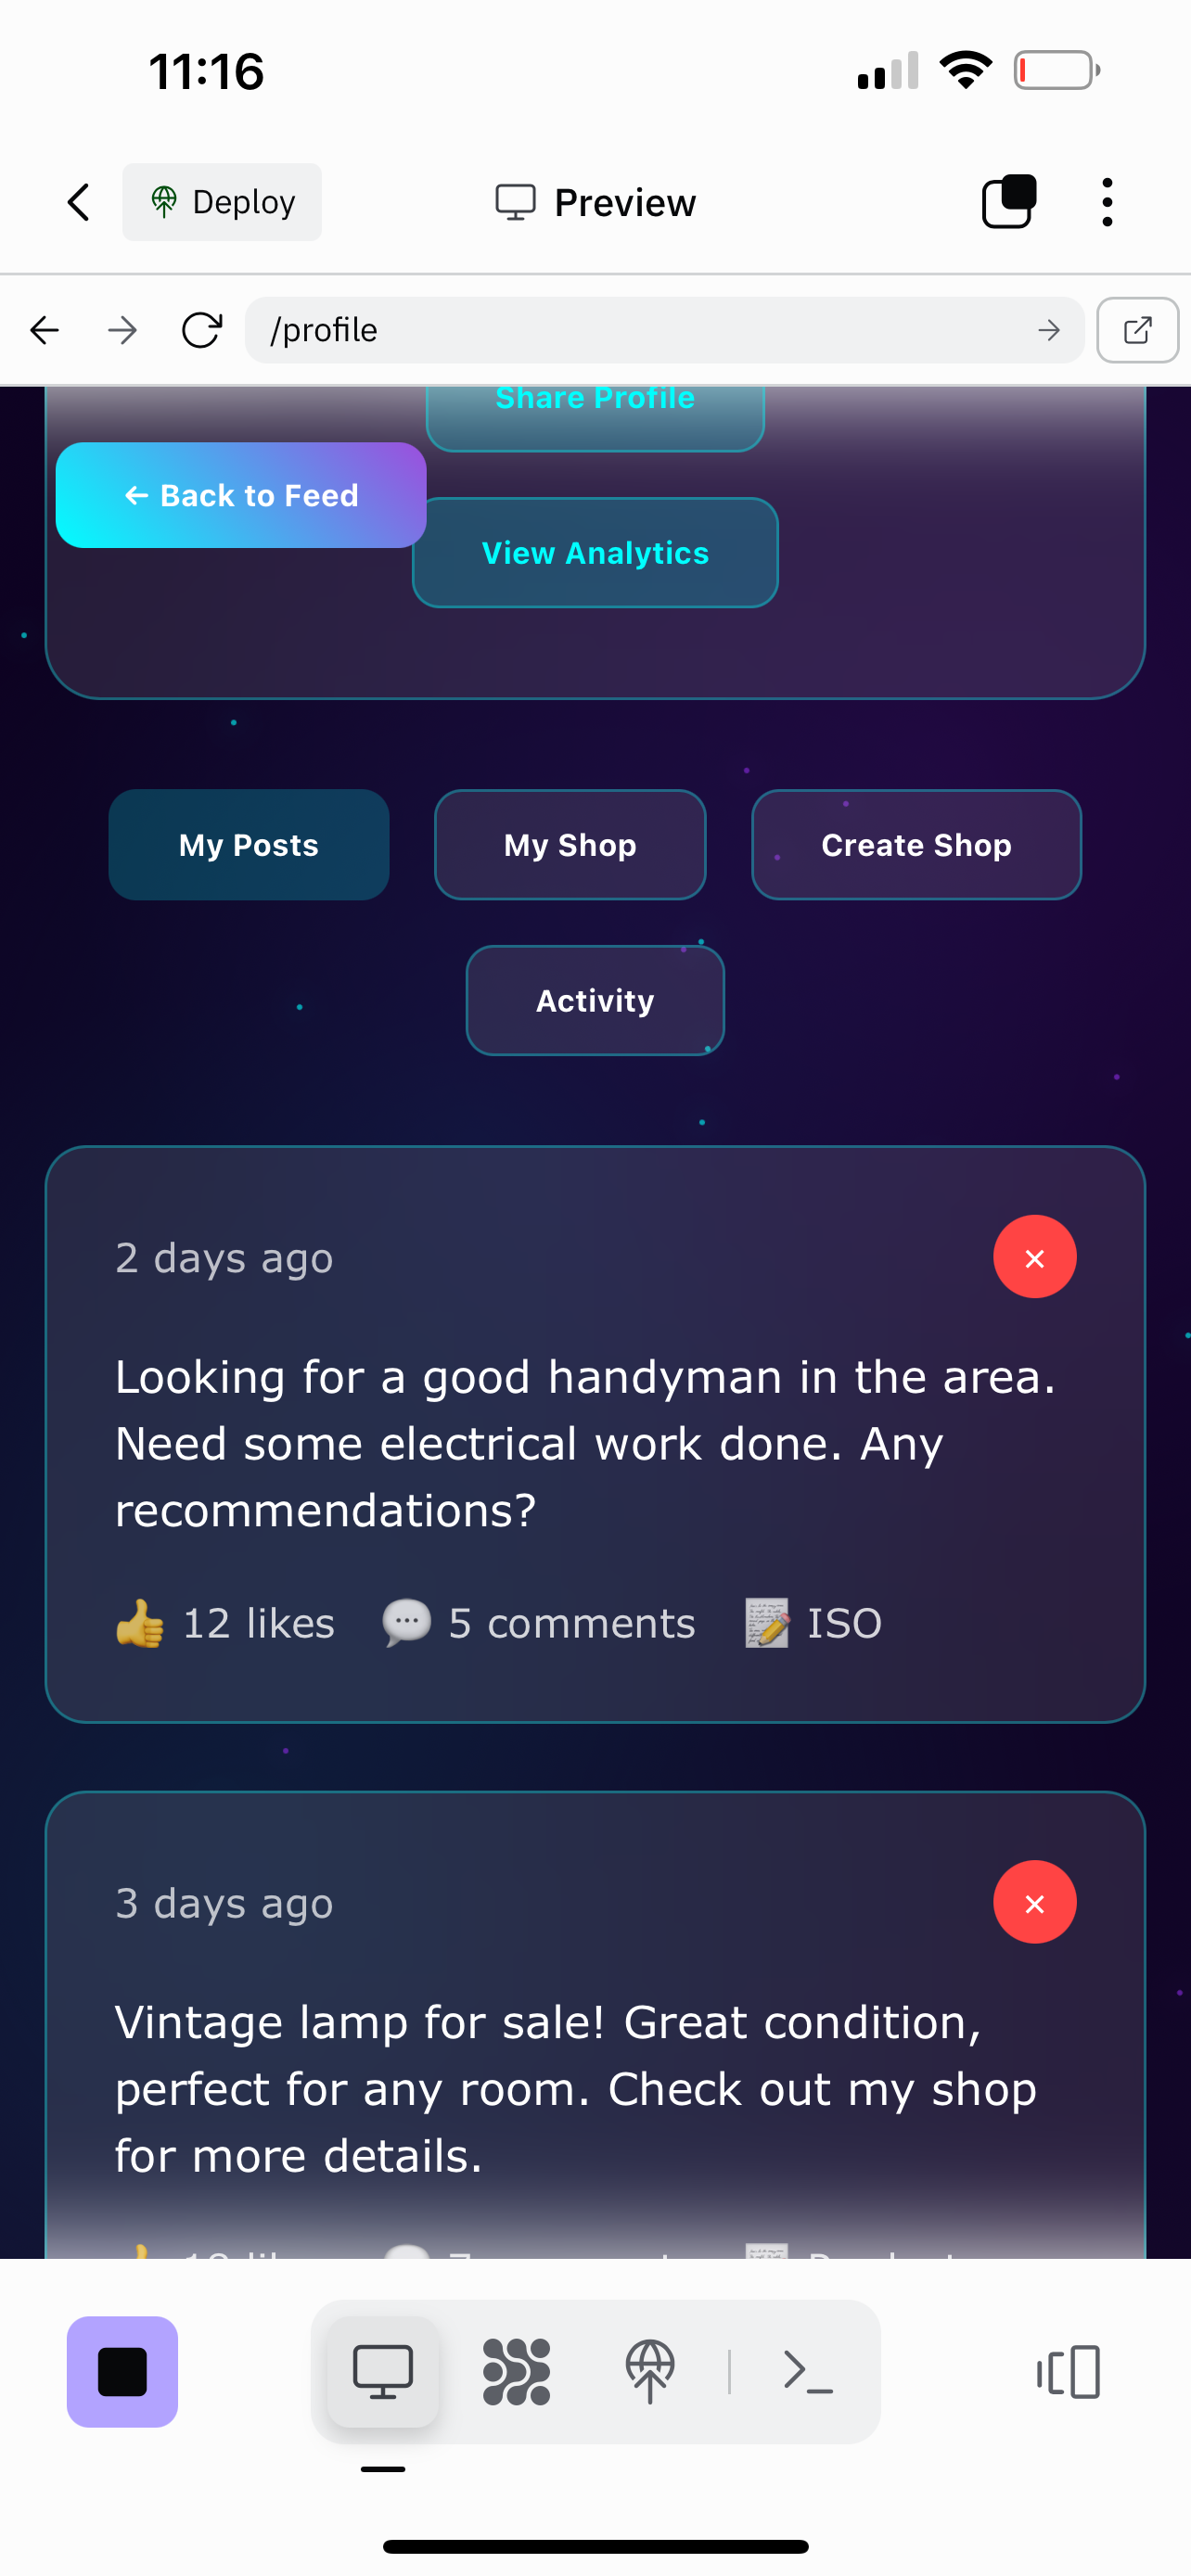 11:16
Deploy
Preview
/profile
Share Profile
← Back to Feed
View Analytics
My Posts
My Shop
Create Shop
Activity
2 days ago
×
Looking for a good handyman in the area.
Need some electrical work done. Any
recommendations?
👍 12 likes 💬 5 comments 📝 ISO
3 days ago
×
Vintage lamp for sale! Great condition,
perfect for any room. Check out my shop
for more details.